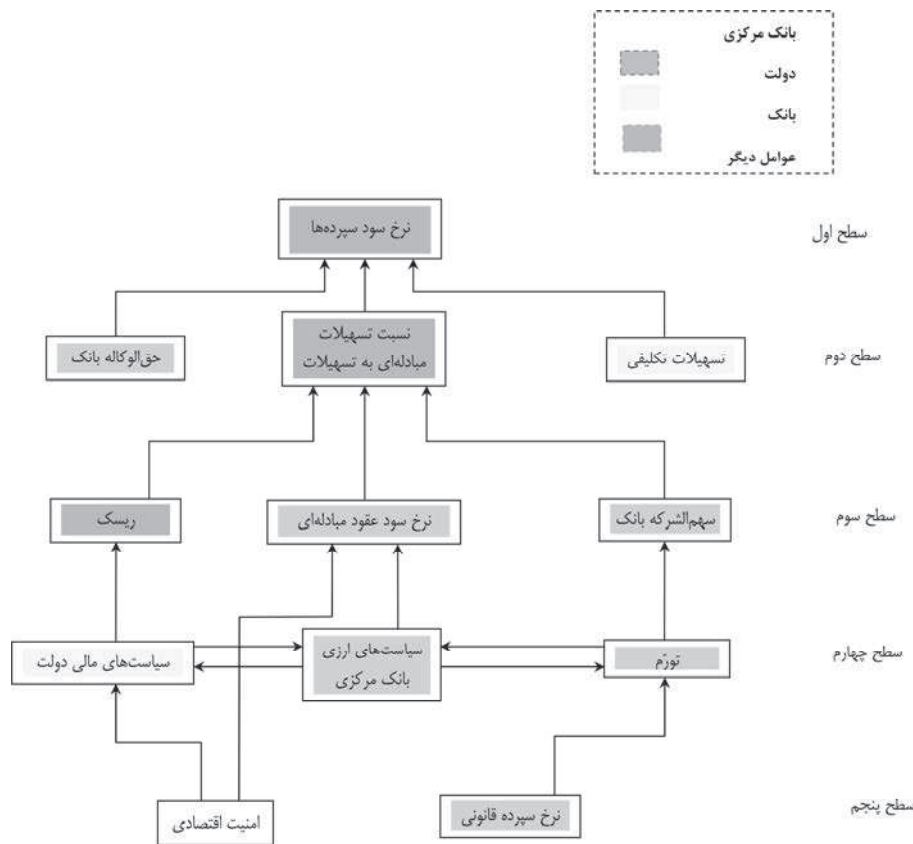 بانک مرکزی
دولت
بانک
عوامل دیگر
سطح اول
نرخ سود سپرده‌ها
سطح دوم
تسهیلات تکلیفی
نسبت تسهیلات
مبادله‌ای به تسهیلات
حق‌الوکاله بانک
سطح سوم
سهم‌الشرکه بانک
نرخ سود عقود مبادله‌ای
ریسک
سطح چهارم
تورّم
سیاست‌های ارزی
بانک مرکزی
سیاست‌های مالی دولت
سطح پنجم
نرخ سپرده قانونی
امنیت اقتصادی